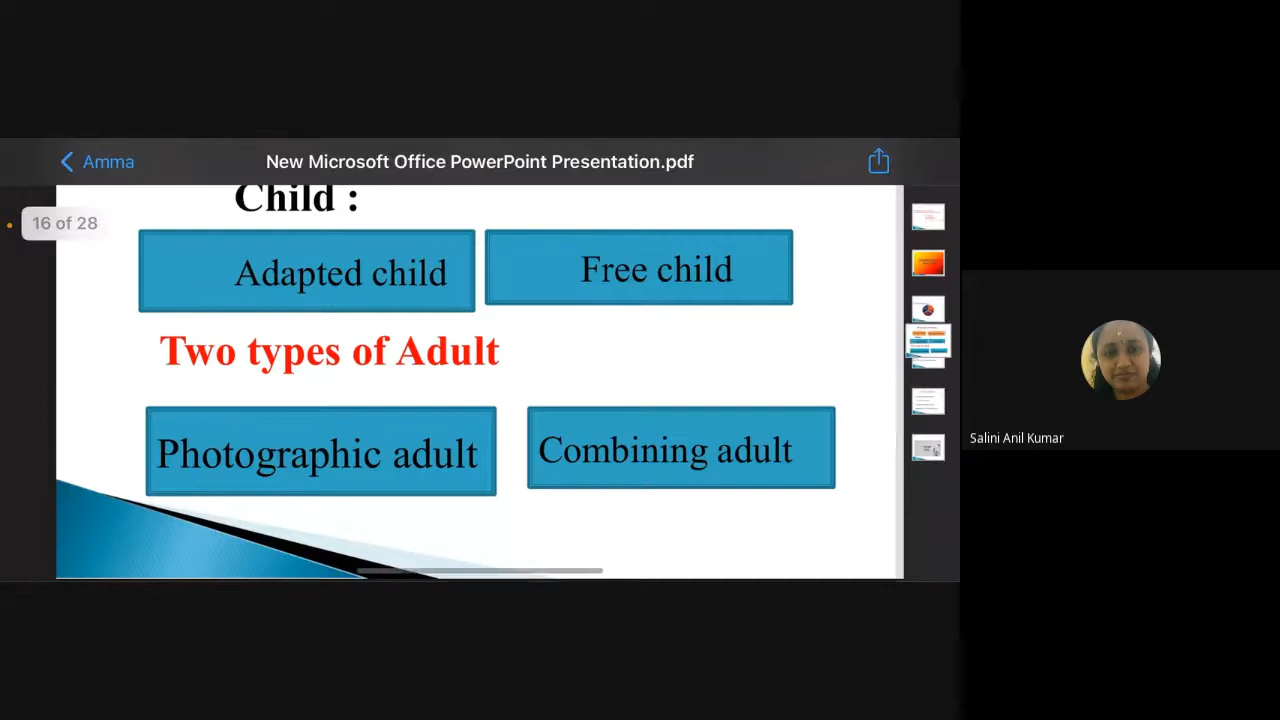 Amma
New Microsoft Office PowerPoint Presentation.pdf
16 of 28
Child :
Adapted child
Free child
Two types of Adult
Photographic adult
Combining adult
Salini Anil Kumar